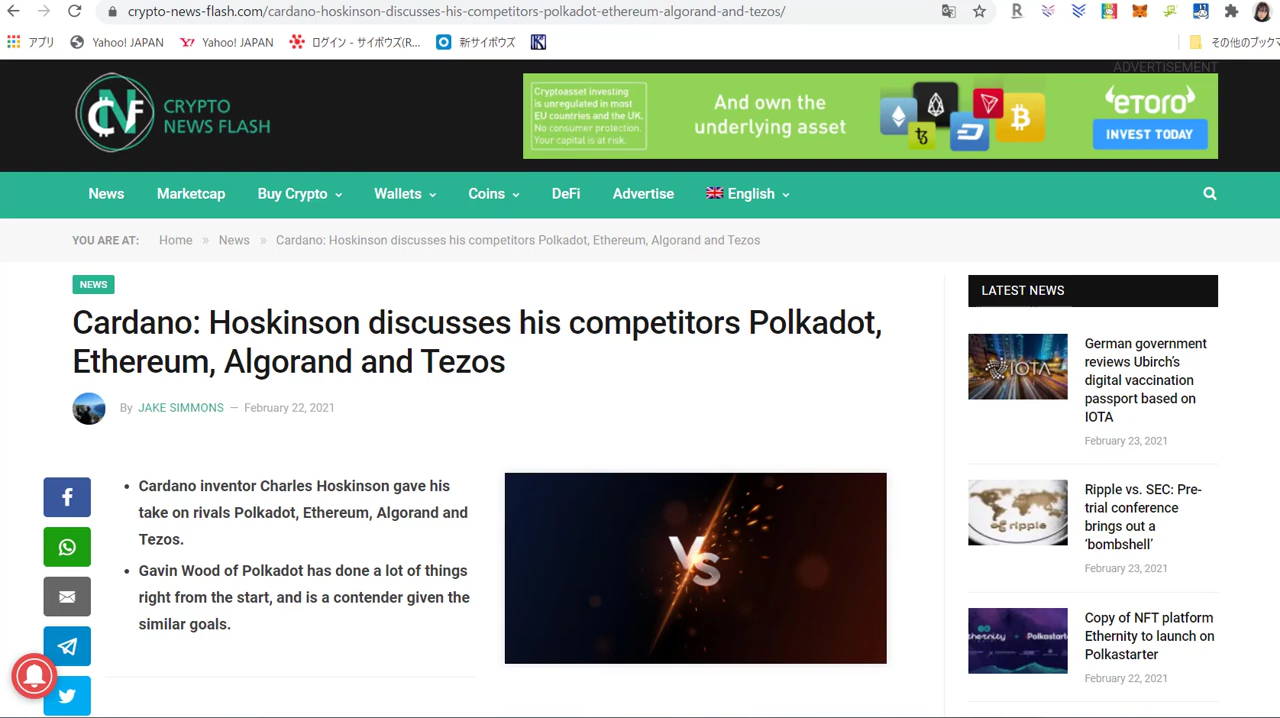 crypto-news-flash.com/cardano-hoskinson-discusses-his-competitors-polkadot-ethereum-algorand-and-tezos/
アプリ
Yahoo! JAPAN
Yahoo! JAPAN
ログイン - サイボウズ(R...
新サイボウズ
その他のブックマ
ADVERTISEMENT
CRYPTO
NEWS FLASH
Cryptoasset investing
is unregulated in most
EU countries and the UK.
No consumer protection.
Your capital is at risk.
And own the
underlying asset
eTORO
INVEST TODAY
News Marketcap Buy Crypto Wallets Coins DeFi Advertise English
YOU ARE AT: Home » News » Cardano: Hoskinson discusses his competitors Polkadot, Ethereum, Algorand and Tezos
NEWS
Cardano: Hoskinson discusses his competitors Polkadot,
Ethereum, Algorand and Tezos
By JAKE SIMMONS — February 22, 2021
• Cardano inventor Charles Hoskinson gave his
take on rivals Polkadot, Ethereum, Algorand and
Tezos.
• Gavin Wood of Polkadot has done a lot of things
right from the start, and is a contender given the
similar goals.
VS
LATEST NEWS
IOTA
German government
reviews Ubirch's
digital vaccination
passport based on
IOTA
February 23, 2021
ripple
Ripple vs. SEC: Pre-
trial conference
brings out a
‘bombshell’
February 23, 2021
thernity + Polkastart
Copy of NFT platform
Ethernity to launch on
Polkastarter
February 22, 2021